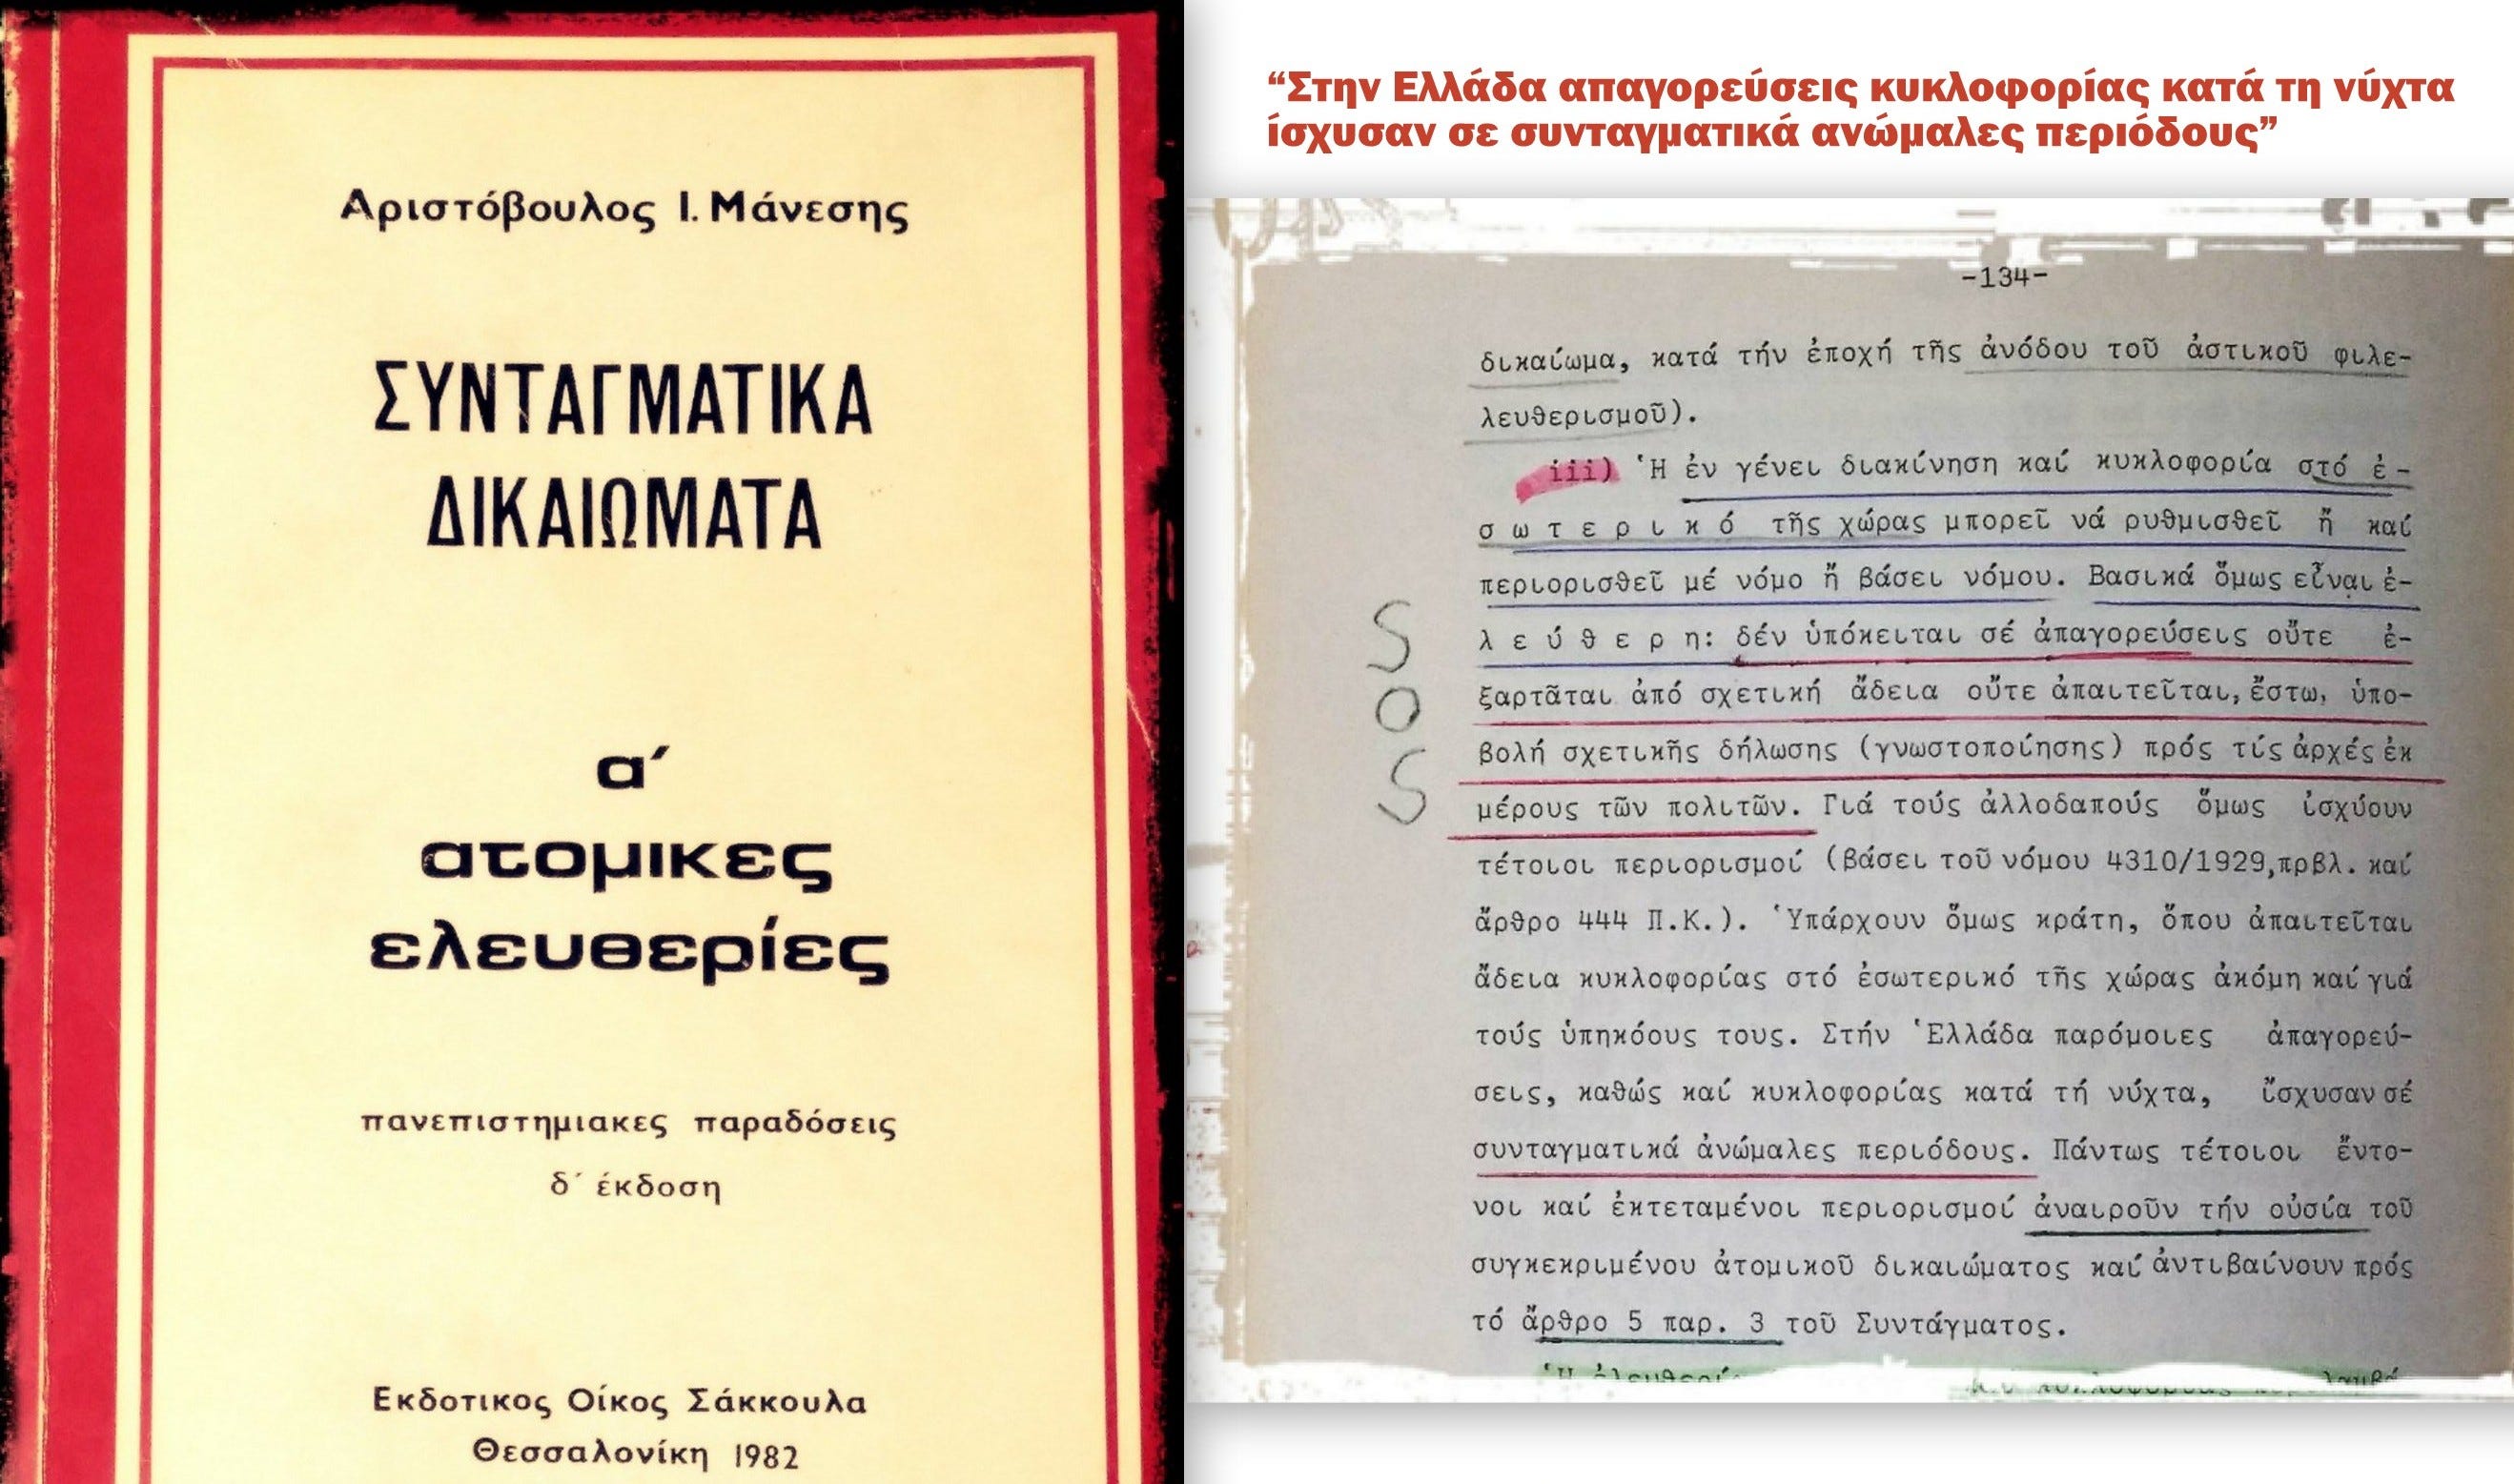 Αριστόβουλος Ι. Μάνεσης
ΣΥΝΤΑΓΜΑΤΙΚΑ
ΔΙΚΑΙΩΜΑΤΑ
α´
ατομικες
ελευθερίες
πανεπιστημιακες παραδόσεις
δ´ έκδοση
Εκδοτικος Οίκος Σάκκουλα
Θεσσαλονίκη 1982
“Στην Ελλάδα απαγορεύσεις κυκλοφορίας κατά τη νύχτα
ίσχυσαν σε συνταγματικά ανώμαλες περιόδους”
-134-
δικαίωμα, κατά τήν ἐποχή τῆς ἀνόδου τοῦ ἀστικοῦ φιλε-
λευθερισμοῦ).
iii) Ἡ ἐν γένει διακίνηση καί κυκλοφορία στό ἐ-
σ ω τ ε ρ ι κ ό τῆς χώρας μπορεῖ νά ρυθμισθεῖ ἤ καί
περιορισθεῖ μέ νόμο ἤ βάσει νόμου. Βασικά ὅμως εἶναι ἐ-
λ ε ύ θ ε ρ η: δέν ὑπόκειται σέ ἀπαγορεύσεις οὔτε ἐ-
ξαρτᾶται ἀπό σχετική ἄδεια οὔτε ἀπαιτεῖται, ἔστω, ὑπο-
βολή σχετικῆς δήλωσης (γνωστοποίησης) πρός τίς ἀρχές ἐκ
μέρους τῶν πολιτῶν. Γιά τούς ἀλλοδαπούς ὅμως ἰσχύουν
τέτοιοι περιορισμοί (βάσει τοῦ νόμου 4310/1929,πρβλ. καί
ἄρθρο 444 Π.Κ.). Ὑπάρχουν ὅμως κράτη, ὅπου ἀπαιτεῖται
ἄδεια κυκλοφορίας στό ἐσωτερικό τῆς χώρας ἀκόμη καί γιά
τούς ὑπηκόους τους. Στήν Ἑλλάδα παρόμοιες ἀπαγορεύ-
σεις, καθώς καί κυκλοφορίας κατά τή νύχτα, ἴσχυσαν σέ
συνταγματικά ἀνώμαλες περιόδους. Πάντως τέτοιοι ἔντο-
νοι καί ἐκτεταμένοι περιορισμοί ἀναιροῦν τήν οὐσία τοῦ
συγκεκριμένου ἀτομικοῦ δικαιώματος καί ἀντιβαίνουν πρός
τό ἄρθρο 5 παρ. 3 τοῦ Συντάγματος.
S
O
S